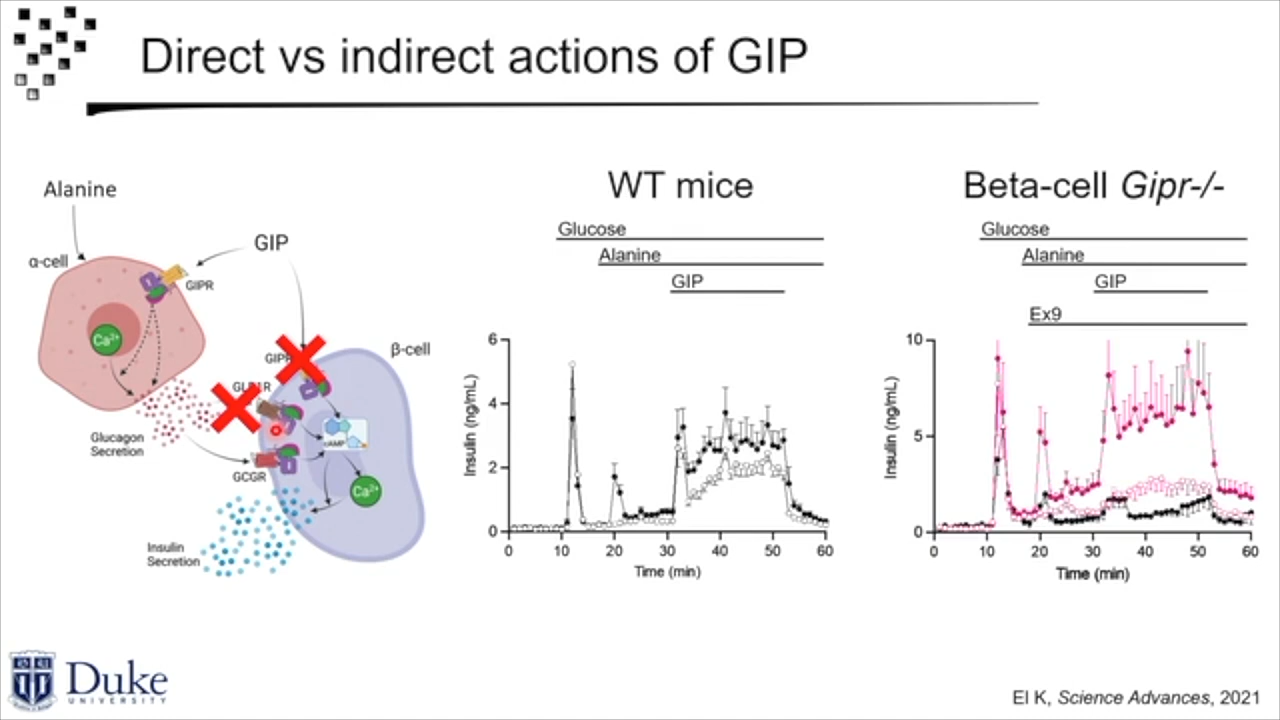 Direct vs indirect actions of GIP
Alanine
GIP
α-cell
GIPR
Ca²⁺
GIPR
β-cell
cAMP
Glucagon
Secretion
GCGR
Ca²⁺
Insulin
Secretion
WT mice
Glucose
Alanine
GIP
Insulin (ng/mL)
6
4
2
0
0 10 20 30 40 50 60
Time (min)
Beta-cell Gipr-/-
Glucose
Alanine
GIP
Ex9
Insulin (ng/mL)
10
5
0
0 10 20 30 40 50 60
Time (min)
Duke
UNIVERSITY
El K, Science Advances, 2021